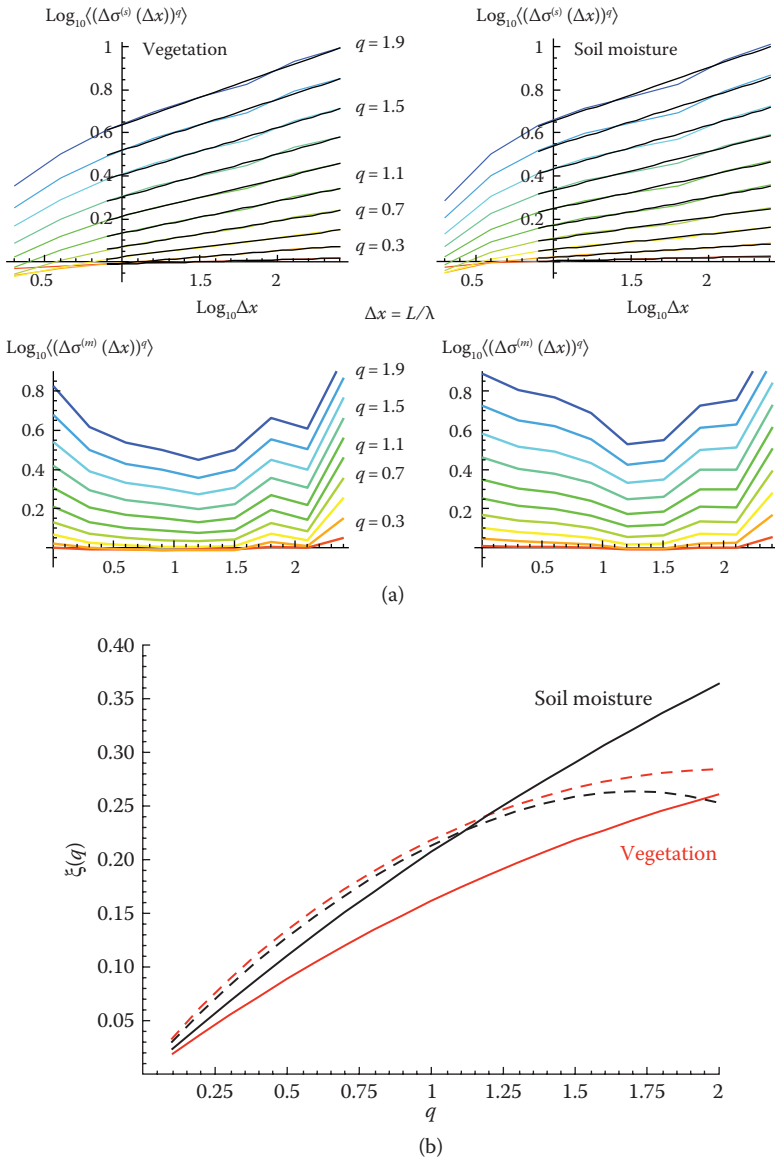 Log₁₀⟨(Δσ⁽ˢ⁾ (Δx))^q⟩
Log₁₀⟨(Δσ⁽ˢ⁾ (Δx))^q⟩
Vegetation
q = 1.9
Soil moisture
1
0.8
0.6
0.4
0.2
q = 1.5
q = 1.1
q = 0.7
q = 0.3
1
0.8
0.6
0.4
0.2
0.5
1.5
2
0.5
1.5
2
Log₁₀Δx
Δx = L/λ
Log₁₀Δx
Log₁₀⟨(Δσ⁽ᵐ⁾ (Δx))^q⟩
Log₁₀⟨(Δσ⁽ᵐ⁾ (Δx))^q⟩
q = 1.9
0.8
0.6
0.4
0.2
q = 1.5
q = 1.1
q = 0.7
q = 0.3
0.8
0.6
0.4
0.2
0.5
1
1.5
2
0.5
1
1.5
2
(a)
0.40
0.35
0.30
0.25
0.20
0.15
0.10
0.05
ξ(q)
Soil moisture
Vegetation
0.25
0.5
0.75
1
1.25
1.5
1.75
2
q
(b)